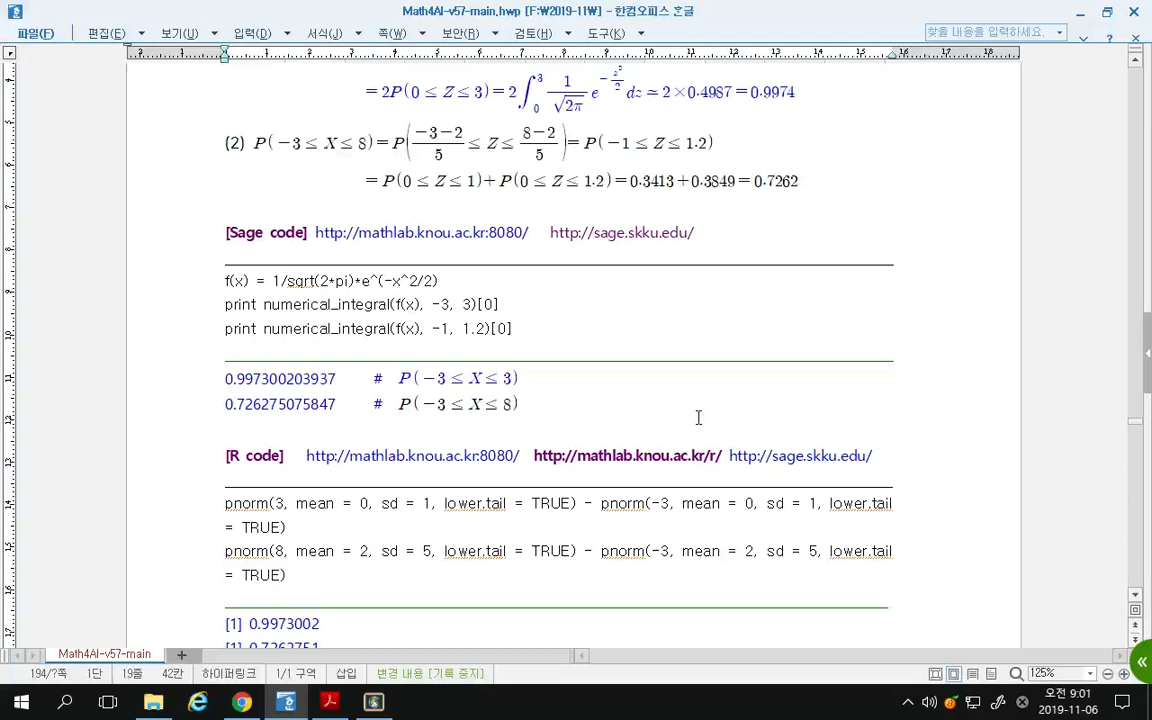 Math4AI-v57-main.hwp [F:₩2019-11₩] - 한컴오피스 한글
파일(F) 편집(E) 보기(U) 입력(D) 서식(J) 쪽(W) 보안(R) 검토(H) 도구(K) 찾을 내용을 입력하세요.
= 2P(0 ≤ Z ≤ 3) = 2∫₀³ 1/√2π e^(-z²/2) dz ≃ 2×0.4987 = 0.9974
(2) P(-3 ≤ X ≤ 8) = P(-3-2/5 ≤ Z ≤ 8-2/5) = P(-1 ≤ Z ≤ 1.2)
= P(0 ≤ Z ≤ 1) + P(0 ≤ Z ≤ 1.2) = 0.3413 + 0.3849 = 0.7262
[Sage code] http://mathlab.knou.ac.kr:8080/ http://sage.skku.edu/
f(x) = 1/sqrt(2*pi)*e^(-x^2/2)
print numerical_integral(f(x), -3, 3)[0]
print numerical_integral(f(x), -1, 1.2)[0]
0.997300203937 # P(-3 ≤ X ≤ 3)
0.726275075847 # P(-3 ≤ X ≤ 8)
[R code] http://mathlab.knou.ac.kr:8080/ http://mathlab.knou.ac.kr/r/ http://sage.skku.edu/
pnorm(3, mean = 0, sd = 1, lower.tail = TRUE) - pnorm(-3, mean = 0, sd = 1, lower.tail
= TRUE)
pnorm(8, mean = 2, sd = 5, lower.tail = TRUE) - pnorm(-3, mean = 2, sd = 5, lower.tail
= TRUE)
[1] 0.9973002
[1] 0.7262751
Math4AI-v57-main
194/?쪽 1단 19줄 42칸 하이퍼링크 1/1 구역 삽입 변경 내용 [기록 중지] 125%
오전 9:01
2019-11-06